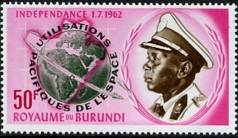 INDEPENDANCE 1.7.1962
UTILISATIONS
PACIFIQUES DE L'ESPACE
50F
ROYAUME DU BURUNDI